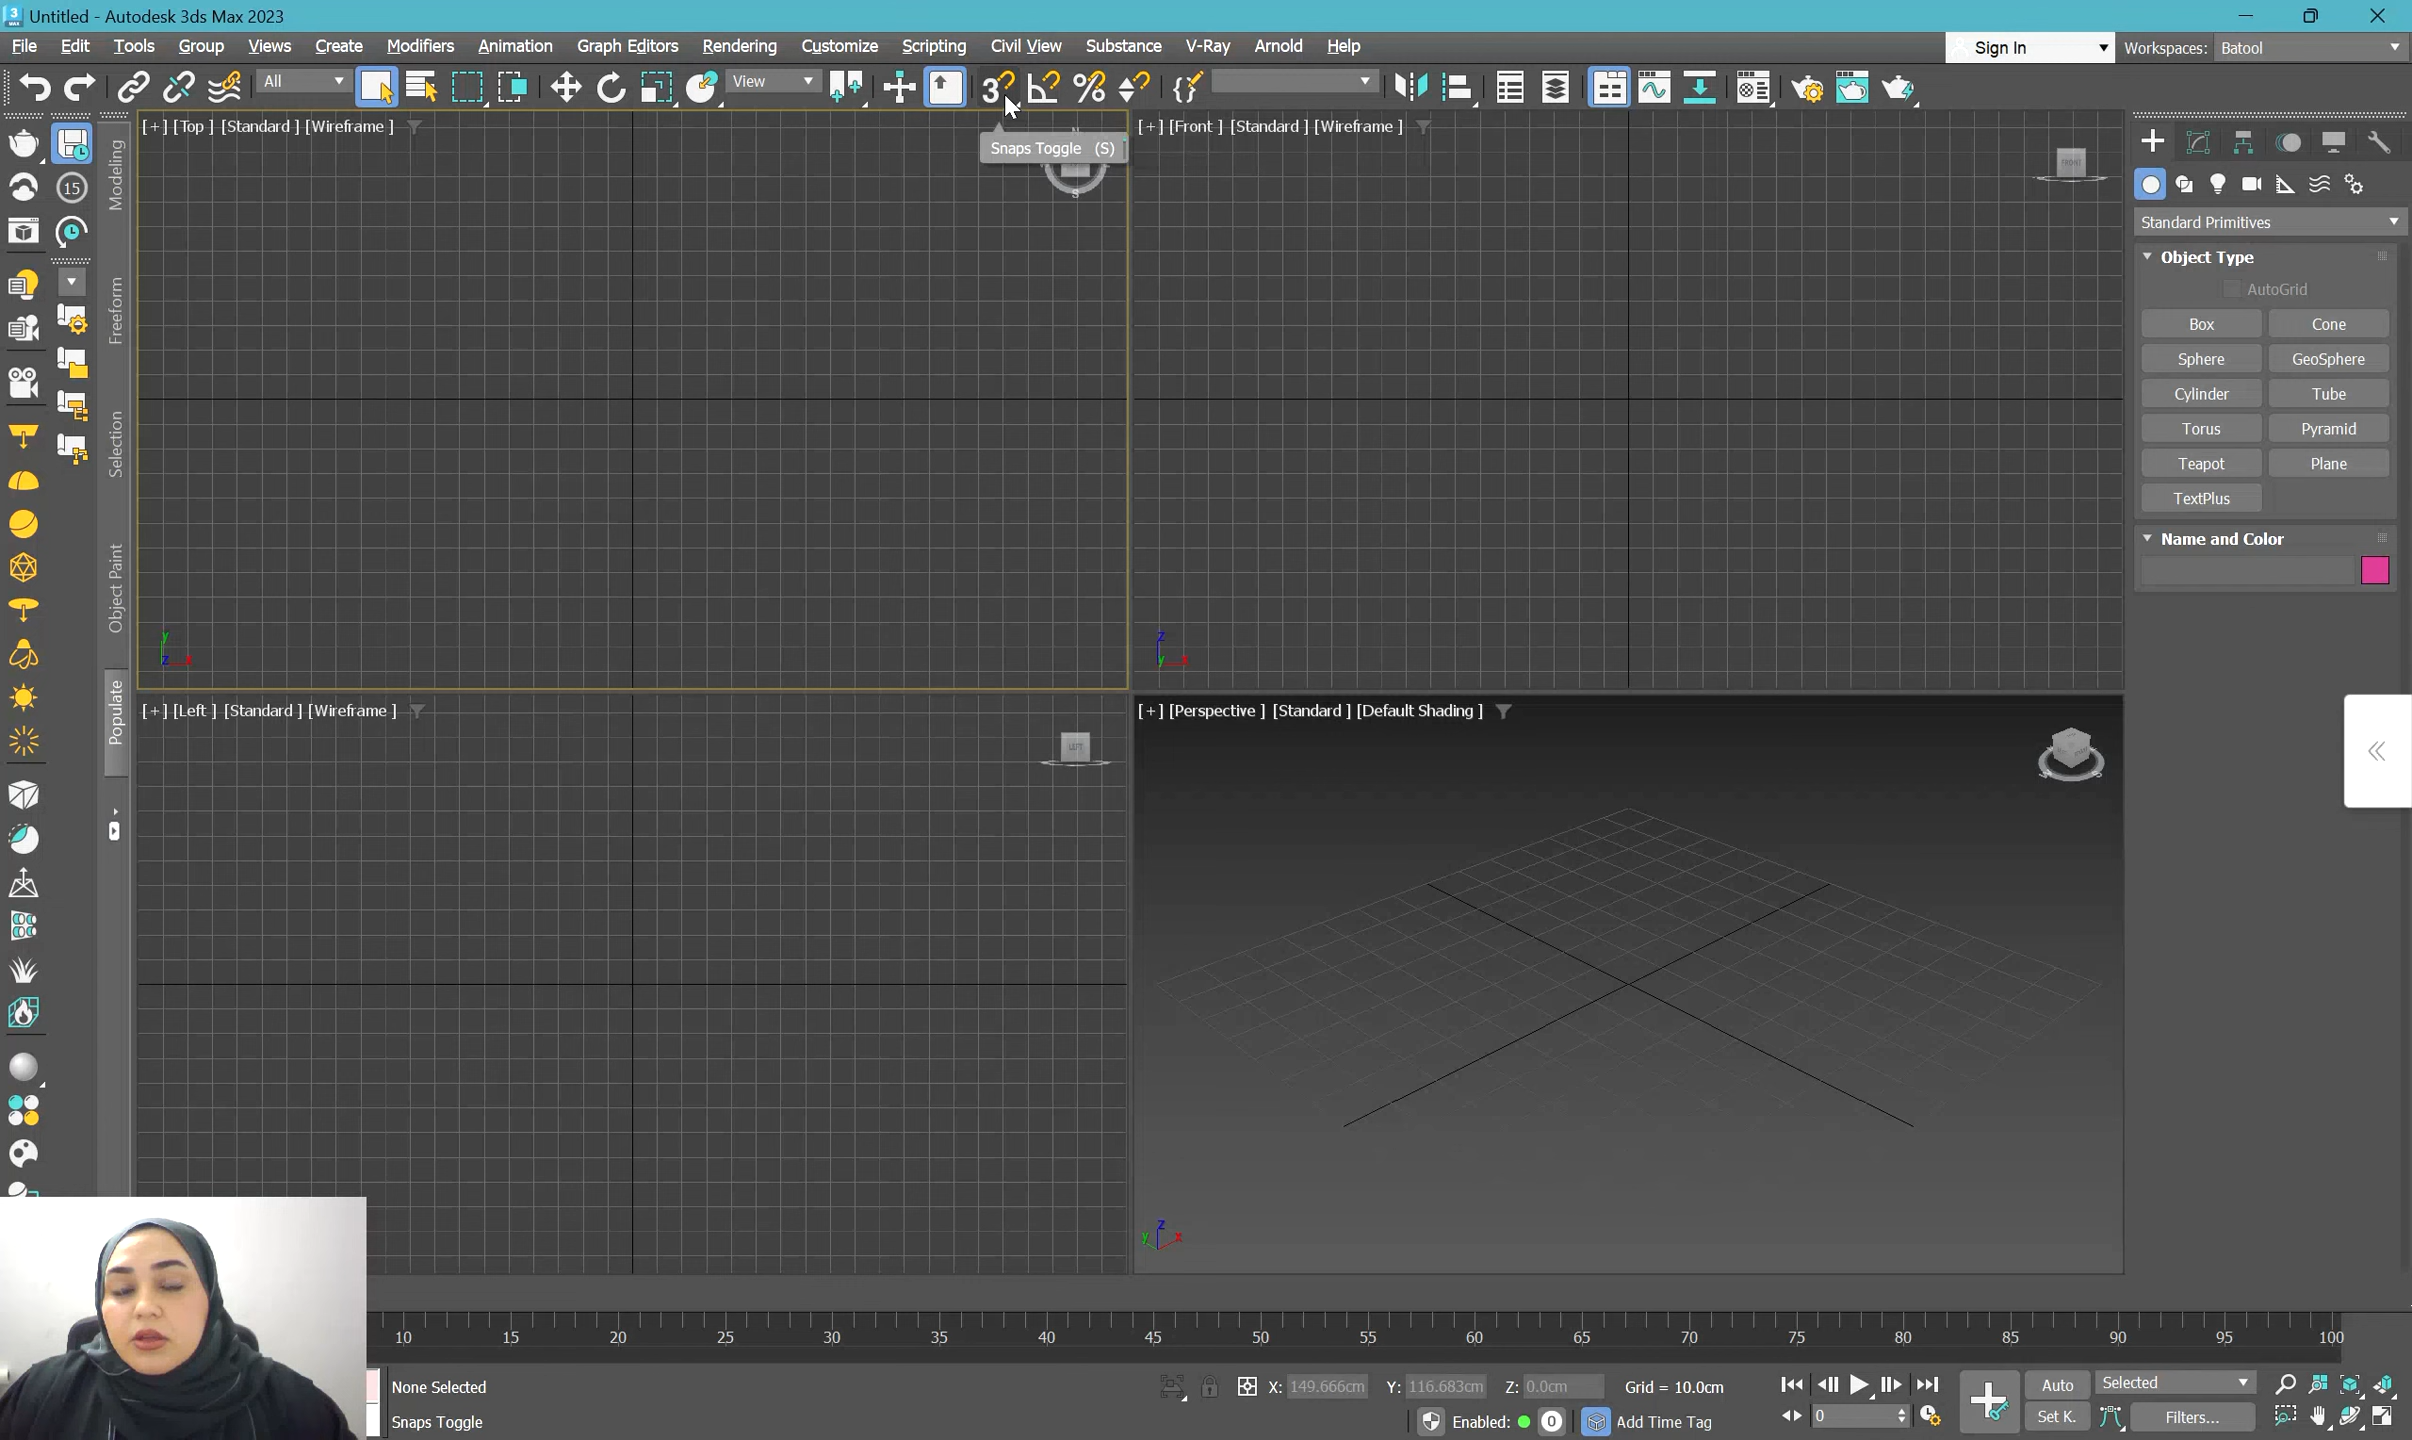 Untitled - Autodesk 3ds Max 2023
File Edit Tools Group Views Create Modifiers Animation Graph Editors Rendering Customize Scripting Civil View Substance V-Ray Arnold Help
Sign In Workspaces: Batool
All View 3
[+] [Top ] [Standard ] [Wireframe ]
Snaps Toggle (S)
[+] [Front ] [Standard ] [Wireframe ]
FRONT
15
Modeling
Freeform
Selection
Object Paint
Populate
Standard Primitives
Object Type
AutoGrid
Box Cone
Sphere GeoSphere
Cylinder Tube
Torus Pyramid
Teapot Plane
TextPlus
Name and Color
y
z x
z
y x
[+] [Left ] [Standard ] [Wireframe ]
LEFT
[+] [Perspective ] [Standard ] [Default Shading ]
z
y x
10 15 20 25 30 35 40 45 50 55 60 65 70 75 80 85 90 95 100
None Selected
X: 149.666cm Y: 116.683cm Z: 0.0cm Grid = 10.0cm
Auto Selected
Snaps Toggle
Enabled: 0 Add Time Tag
0
Set K. Filters...